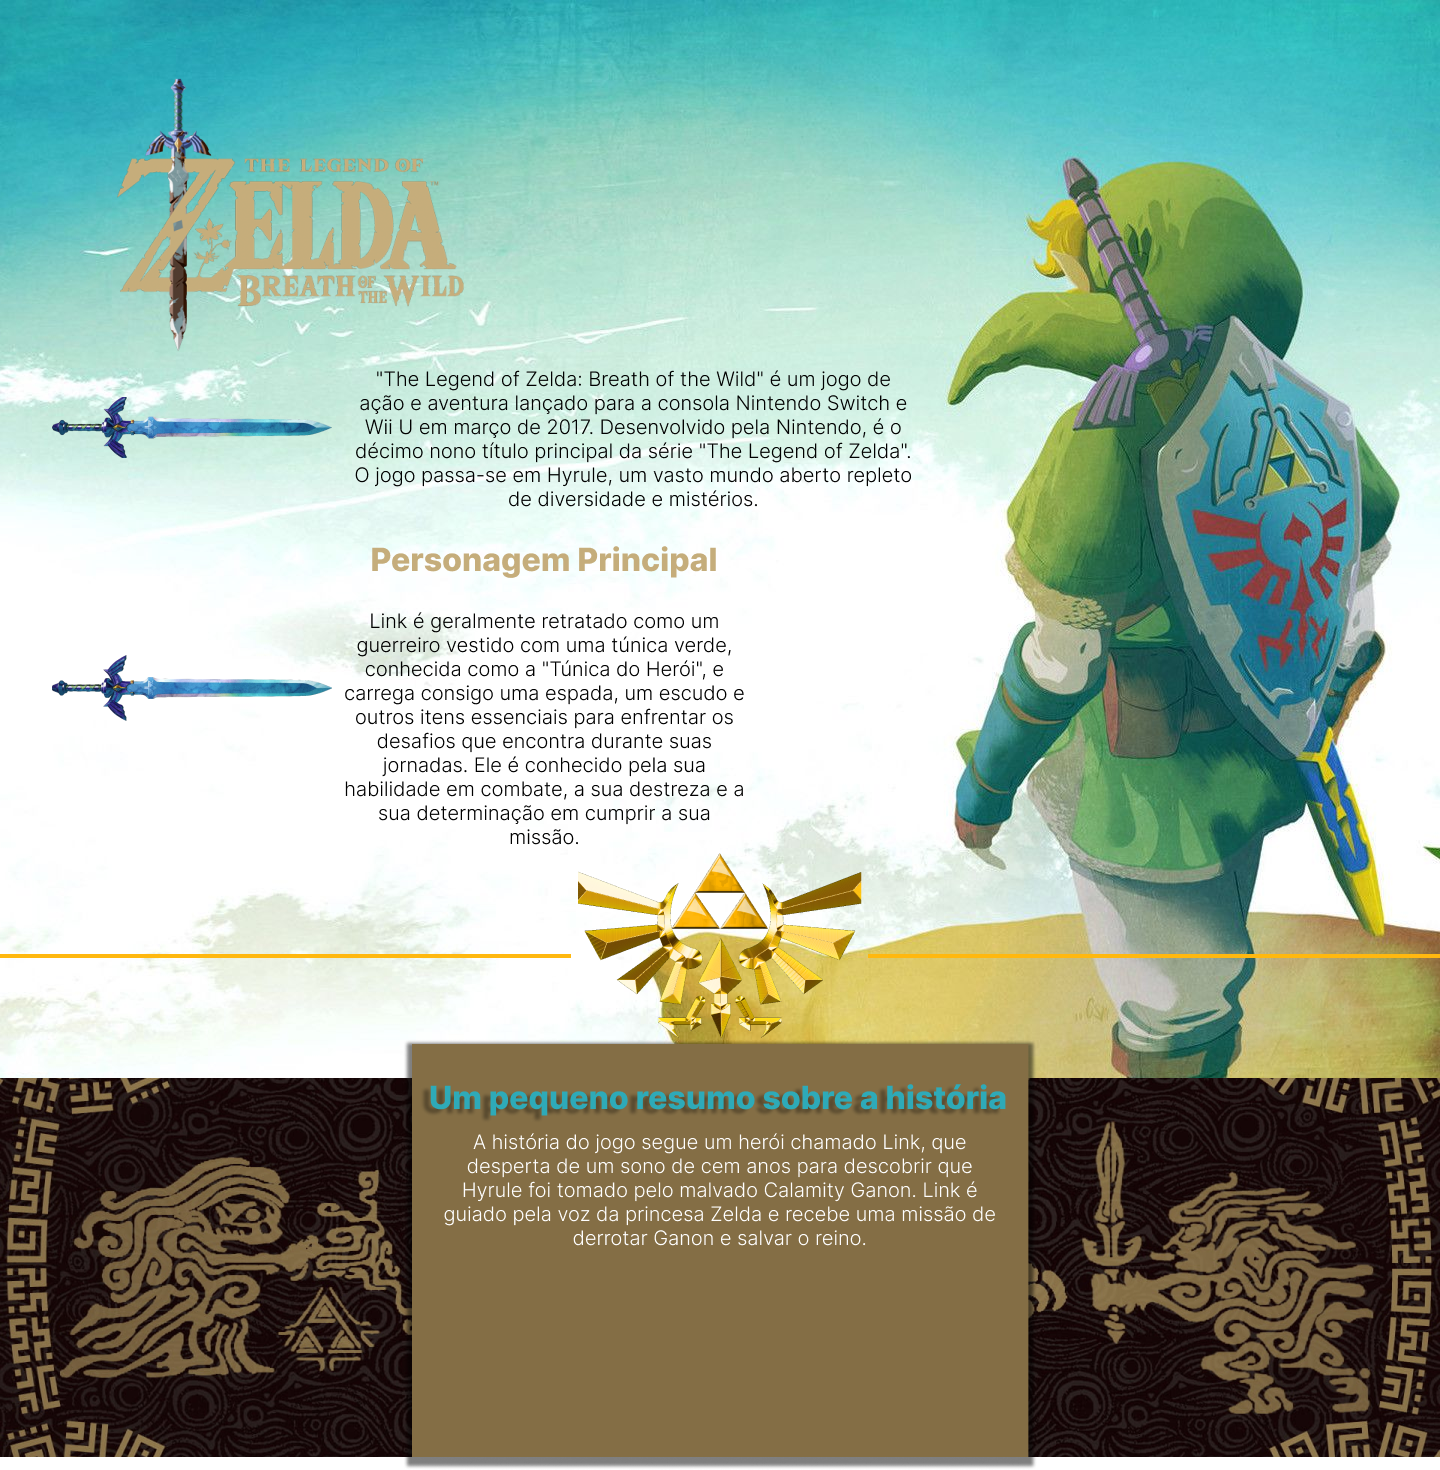 THE LEGEND OF
ZELDA
BREATH OF THE WILD
"The Legend of Zelda: Breath of the Wild" é um jogo de
ação e aventura lançado para a consola Nintendo Switch e
Wii U em março de 2017. Desenvolvido pela Nintendo, é o
décimo nono título principal da série "The Legend of Zelda".
O jogo passa-se em Hyrule, um vasto mundo aberto repleto
de diversidade e mistérios.
Personagem Principal
Link é geralmente retratado como um
guerreiro vestido com uma túnica verde,
conhecida como a "Túnica do Herói", e
carrega consigo uma espada, um escudo e
outros itens essenciais para enfrentar os
desafios que encontra durante suas
jornadas. Ele é conhecido pela sua
habilidade em combate, a sua destreza e a
sua determinação em cumprir a sua
missão.
Um pequeno resumo sobre a história
A história do jogo segue um herói chamado Link, que
desperta de um sono de cem anos para descobrir que
Hyrule foi tomado pelo malvado Calamity Ganon. Link é
guiado pela voz da princesa Zelda e recebe uma missão de
derrotar Ganon e salvar o reino.